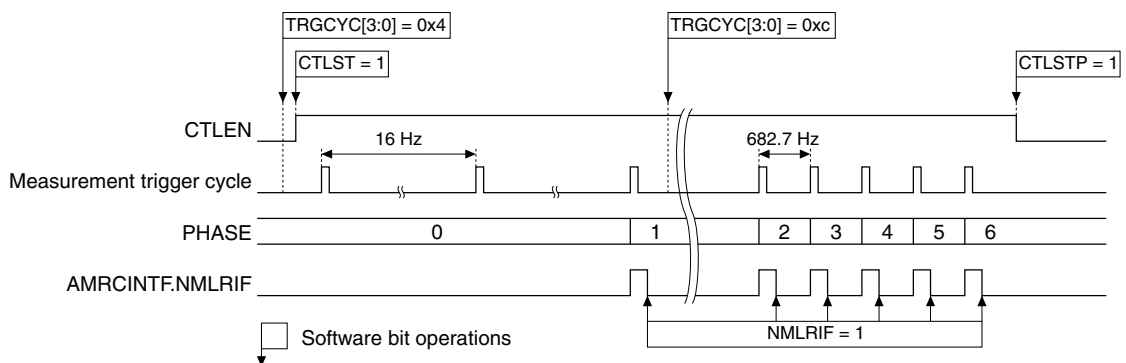 TRGCYC[3:0] = 0x4
TRGCYC[3:0] = 0xc
CTLST = 1
CTLSTP = 1
CTLEN
16 Hz
682.7 Hz
Measurement trigger cycle
PHASE
0
1
2
3
4
5
6
AMRCINTF.NMLRIF
Software bit operations
NMLRIF = 1